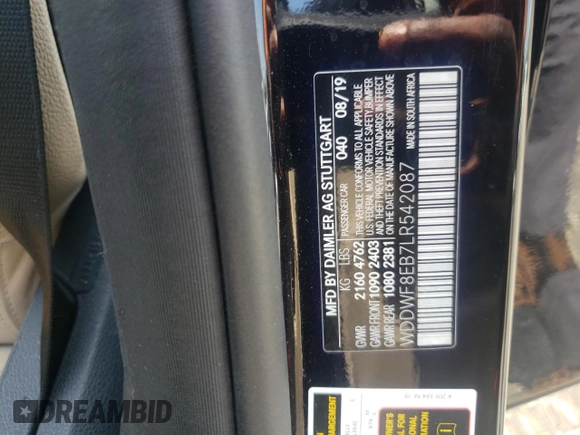 MFD BY DAIMLER AG STUTTGART
KG LBS PASSENGER CAR 040 08/19
GVWR 2160 4762 THIS VEHICLE CONFORMS TO ALL APPLICABLE
GAWR FRONT 1090 2403 U.S. FEDERAL MOTOR VEHICLE SAFETY, BUMPER
GAWR REAR 1080 2381 AND THEFT PREVENTION STANDARDS IN EFFECT
ON THE DATE OF MANUFACTURE SHOWN ABOVE
WDDWF8EB7LR542087 MADE IN SOUTH AFRICA
DREAMBID